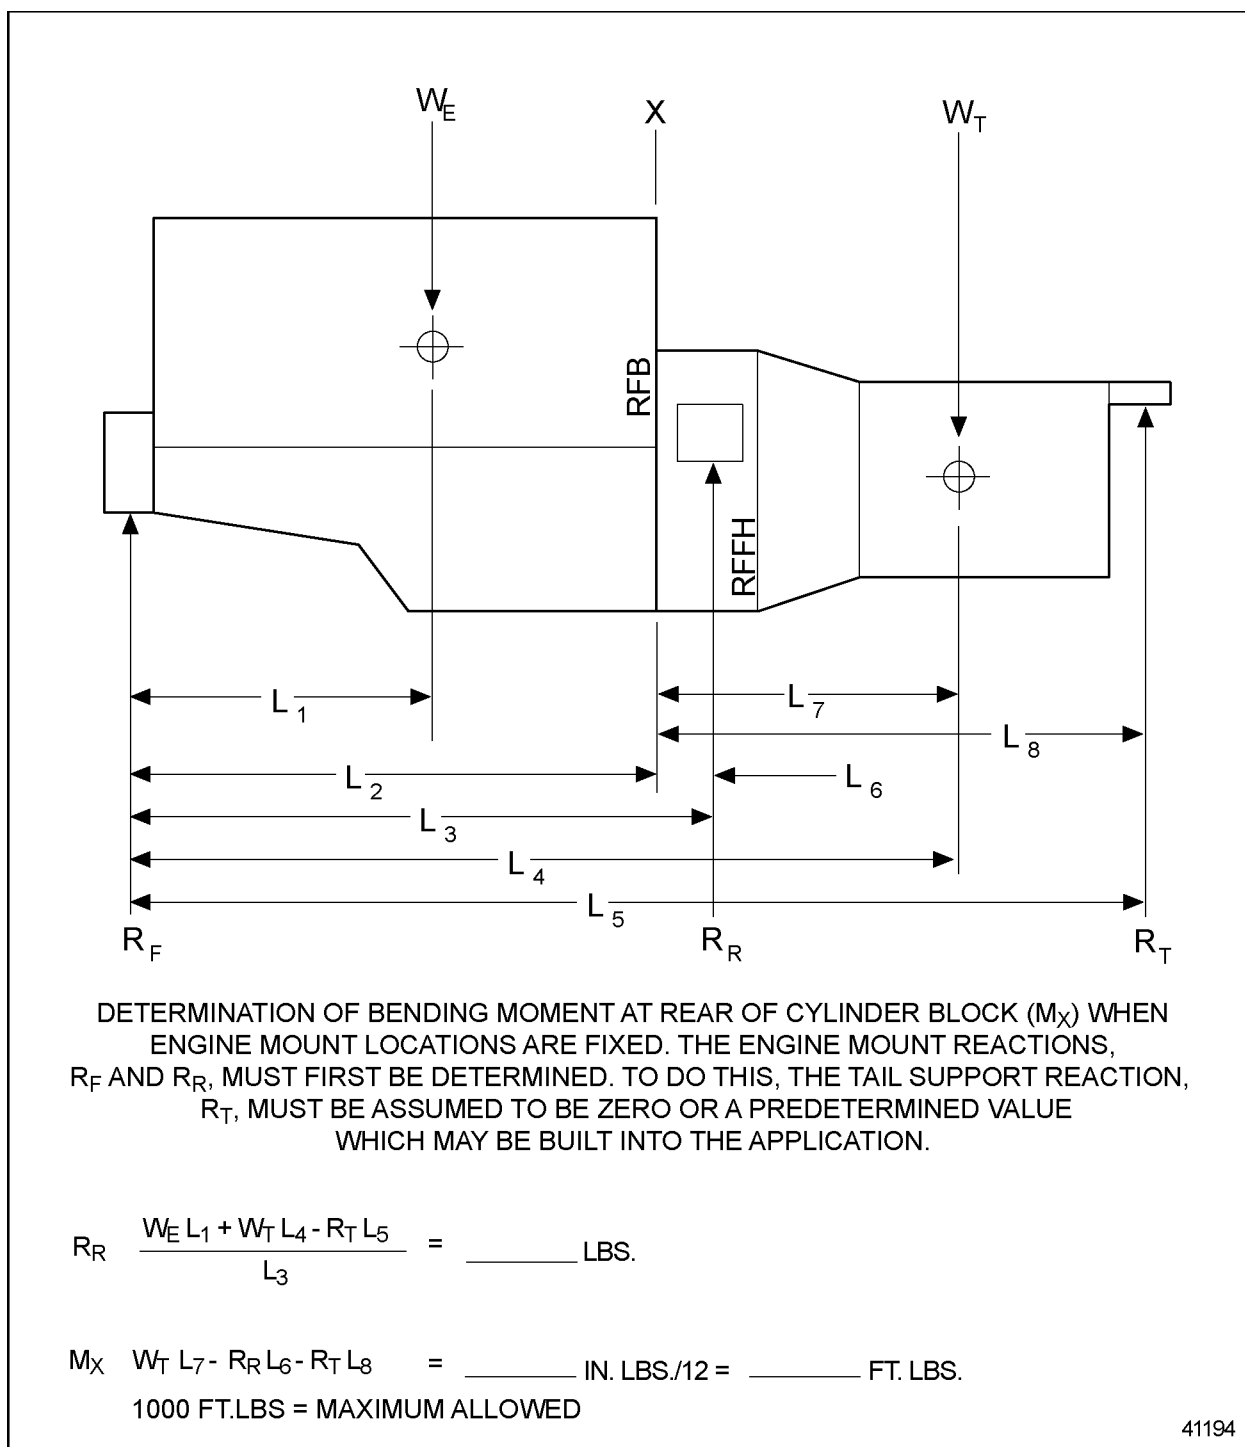 W_E X W_T
RFB
RFFH
L_1 L_7
L_8
L_2 L_6
L_3
L_4
L_5
R_F R_R R_T
DETERMINATION OF BENDING MOMENT AT REAR OF CYLINDER BLOCK (M_X) WHEN
ENGINE MOUNT LOCATIONS ARE FIXED. THE ENGINE MOUNT REACTIONS,
R_F AND R_R, MUST FIRST BE DETERMINED. TO DO THIS, THE TAIL SUPPORT REACTION,
R_T, MUST BE ASSUMED TO BE ZERO OR A PREDETERMINED VALUE
WHICH MAY BE BUILT INTO THE APPLICATION.
R_R W_E L_1 + W_T L_4 - R_T L_5 = ________ LBS.
L_3
M_X W_T L_7 - R_R L_6 - R_T L_8 = ________ IN. LBS./12 = ________ FT. LBS.
1000 FT.LBS = MAXIMUM ALLOWED
41194